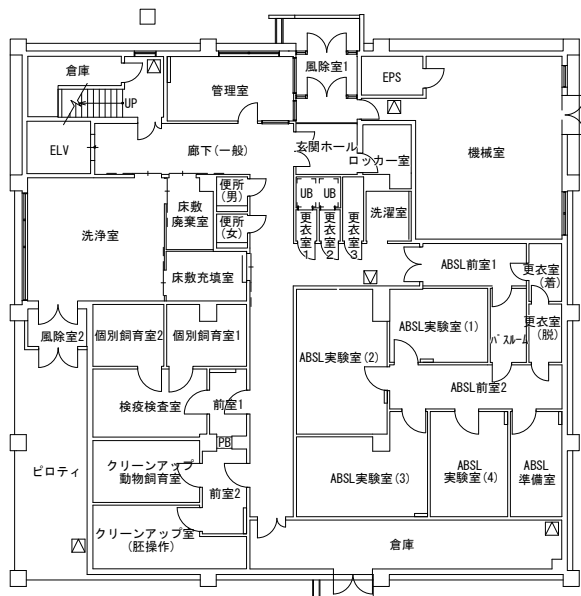 倉庫
UP
管理室
風除室1
EPS
ELV
廊下(一般)
玄関ホール
ロッカー室
機械室
洗浄室
床敷
廃棄室
便所
(男)
便所
(女)
UB
UB
更衣室1
更衣室2
更衣室3
洗濯室
床敷充填室
ABSL前室1
更衣室
(着)
風除室2
個別飼育室2
個別飼育室1
ABSL実験室(1)
ABSL実験室(2)
バスルーム
更衣室
(脱)
検疫検査室
前室1
ABSL前室2
PB
ピロティ
クリーンアップ
動物飼育室
前室2
ABSL実験室(3)
ABSL
実験室(4)
ABSL
準備室
クリーンアップ室
(胚操作)
倉庫